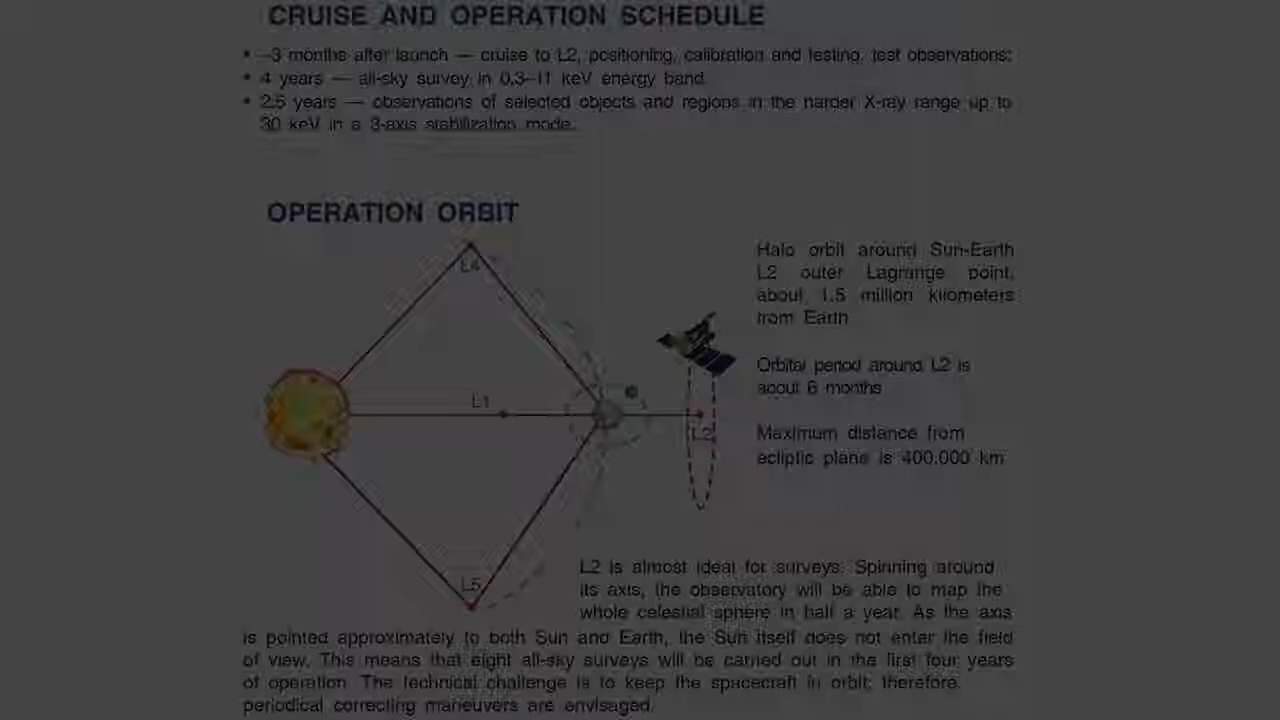 CRUISE AND OPERATION SCHEDULE
• ~3 months after launch — cruise to L2, positioning, calibration and testing, test observations;
• 4 years — all-sky survey in 0.3–11 keV energy band.
• 2.5 years — observations of selected objects and regions in the harder X-ray range up to
30 keV in a 3-axis stabilization mode.
OPERATION ORBIT
L4
Halo orbit around Sun-Earth
L2 outer Lagrange point,
about 1.5 million kilometers
from Earth
Orbital period around L2 is
about 6 months
L1
L2
Maximum distance from
ecliptic plane is 400.000 km
L5
L2 is almost ideal for surveys. Spinning around
its axis, the observatory will be able to map the
whole celestial sphere in half a year. As the axis
is pointed approximately to both Sun and Earth, the Sun itself does not enter the field
of view. This means that eight all-sky surveys will be carried out in the first four years
of operation. The technical challenge is to keep the spacecraft in orbit; therefore,
periodical correcting maneuvers are envisaged.